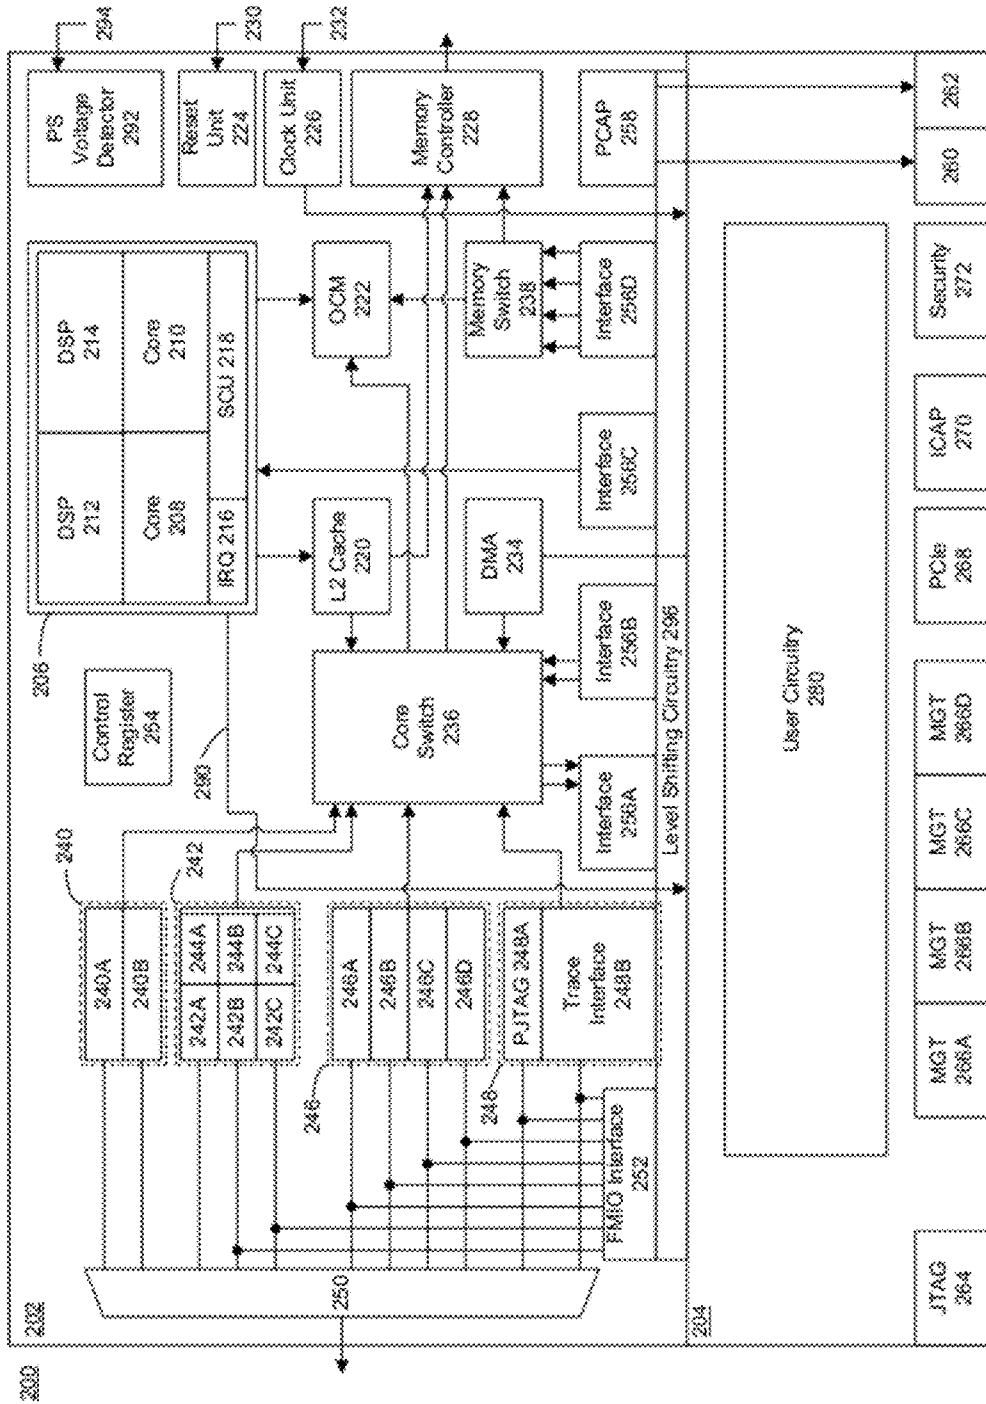 200
202
PS
Voltage
Detector
292
294
Reset
Unit
224
230
Clock Unit
226
232
Memory
Controller
228
PCAP
258
DSP
212
DSP
214
Core
208
Core
210
IRQ 216
SCU 218
206
290
OCM
222
L2 Cache
220
Memory
Switch
238
DMA
234
Interface
256D
Interface
256C
Interface
256B
Interface
256A
Control
Register
254
Core
Switch
236
240
240A
240B
242
242A
244A
242B
244B
242C
244C
246
246A
246B
246C
246D
248
PJTAG 248A
Trace
Interface
248B
250
FMIO Interface
252
Level Shifting Circuitry 296
204
User Circuitry
280
JTAG
264
MGT
266A
MGT
266B
MGT
266C
MGT
266D
PCIe
268
ICAP
270
Security
272
260
262